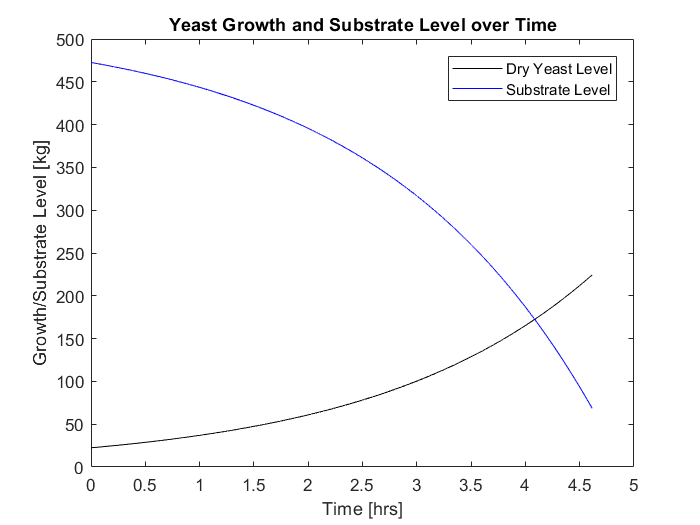 Yeast Growth and Substrate Level over Time
500
450
400
350
300
250
200
150
100
50
0
Growth/Substrate Level [kg]
Dry Yeast Level
Substrate Level
0 0.5 1 1.5 2 2.5 3 3.5 4 4.5 5
Time [hrs]